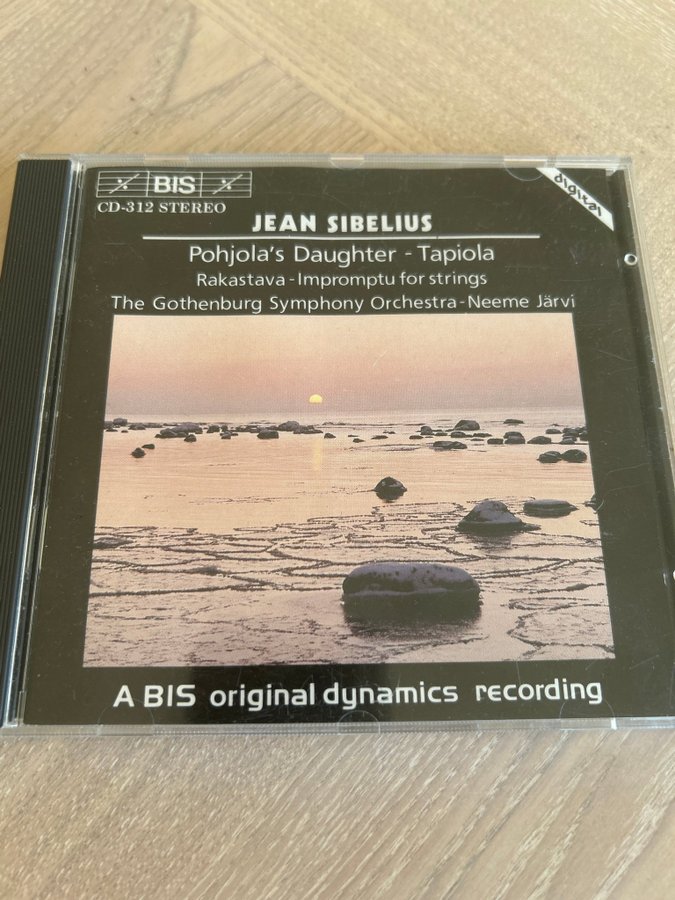 BIS
digital
CD-312 STEREO
JEAN SIBELIUS
Pohjola's Daughter - Tapiola
Rakastava - Impromptu for strings
The Gothenburg Symphony Orchestra - Neeme Järvi
A BIS original dynamics recording